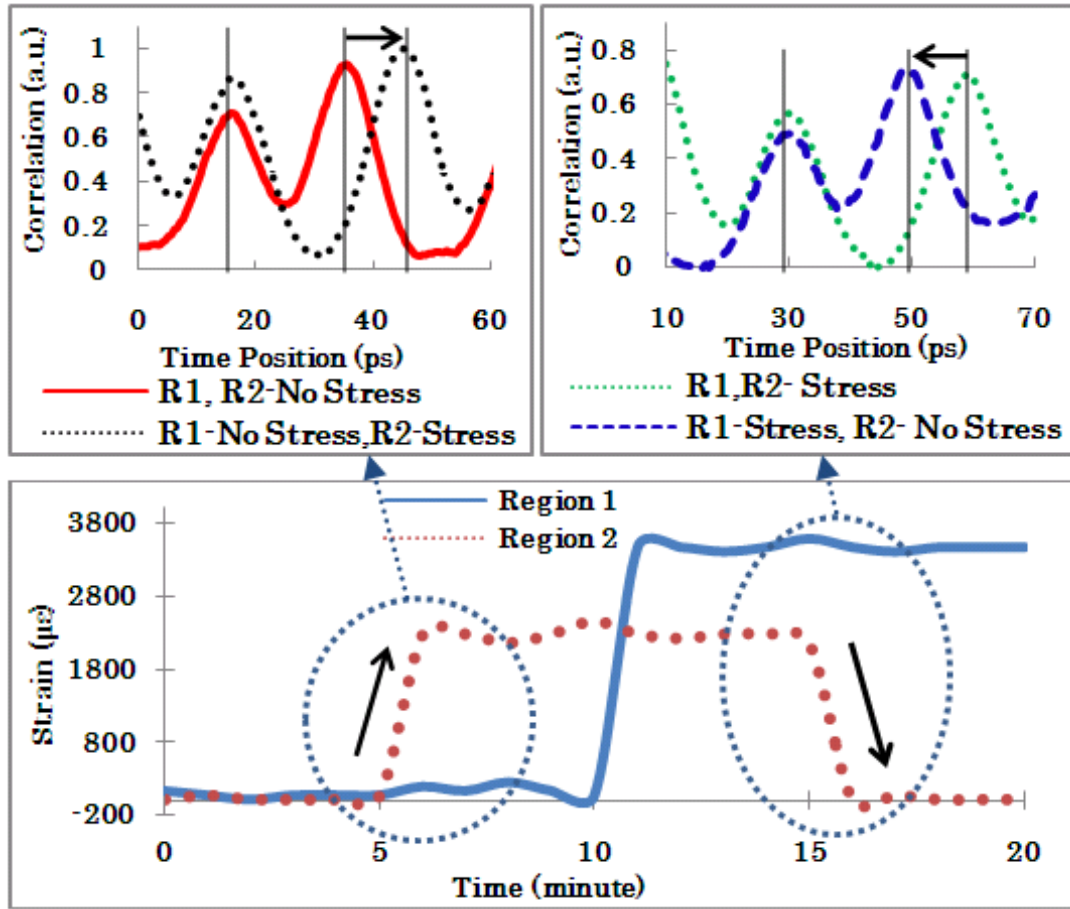 Correlation (a.u.)
1
0.8
0.6
0.4
0.2
0
0 20 40 60
Time Position (ps)
R1, R2-No Stress
R1-No Stress,R2-Stress
Correlation (a.u.)
0.8
0.6
0.4
0.2
0
10 30 50 70
Time Position (ps)
R1,R2- Stress
R1-Stress, R2- No Stress
Region 1
Region 2
Strain (με)
3800
2800
1800
800
-200
0 5 10 15 20
Time (minute)